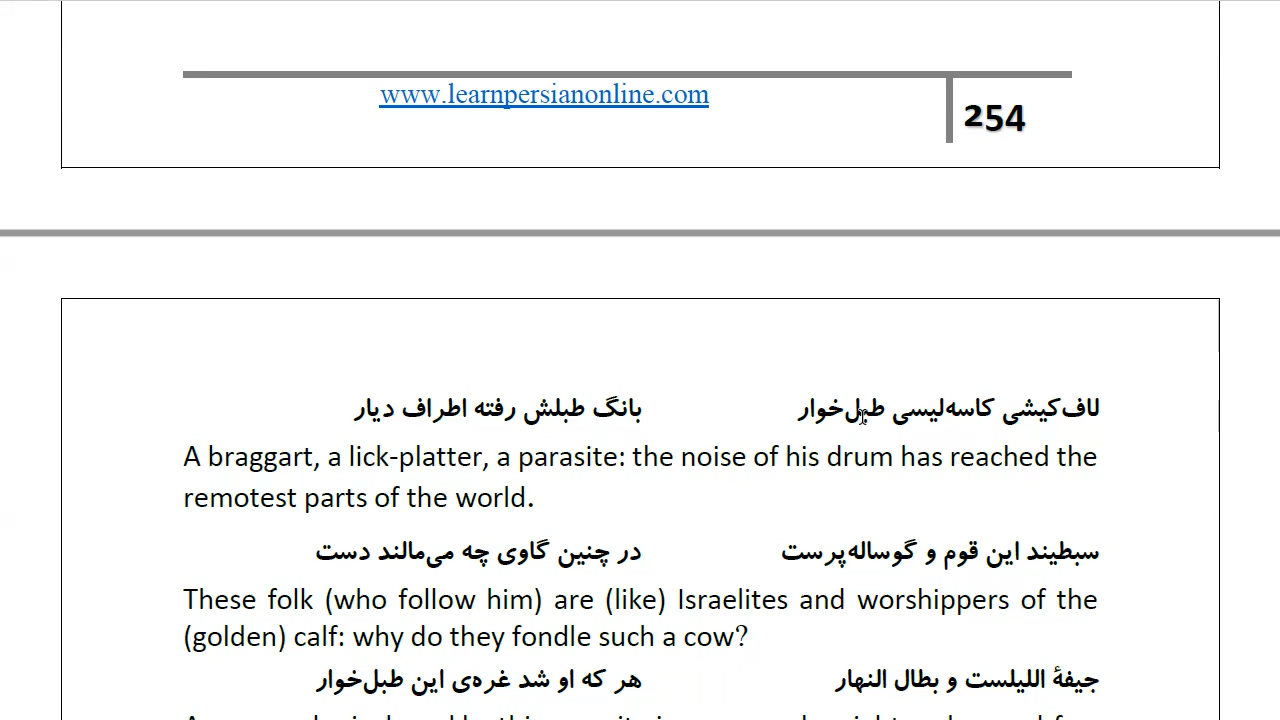 www.learnpersianonline.com
254
لاف‌کیشی کاسه‌لیسی طبل‌خوار بانگ طبلش رفته اطراف دیار
A braggart, a lick-platter, a parasite: the noise of his drum has reached the
remotest parts of the world.
سبطیند این قوم و گوساله‌پرست در چنین گاوی چه می‌مالند دست
These folk (who follow him) are (like) Israelites and worshippers of the
(golden) calf: why do they fondle such a cow?
جیفهٔ اللیلست و بطال النهار هر که او شد غره‌ی این طبل‌خوار